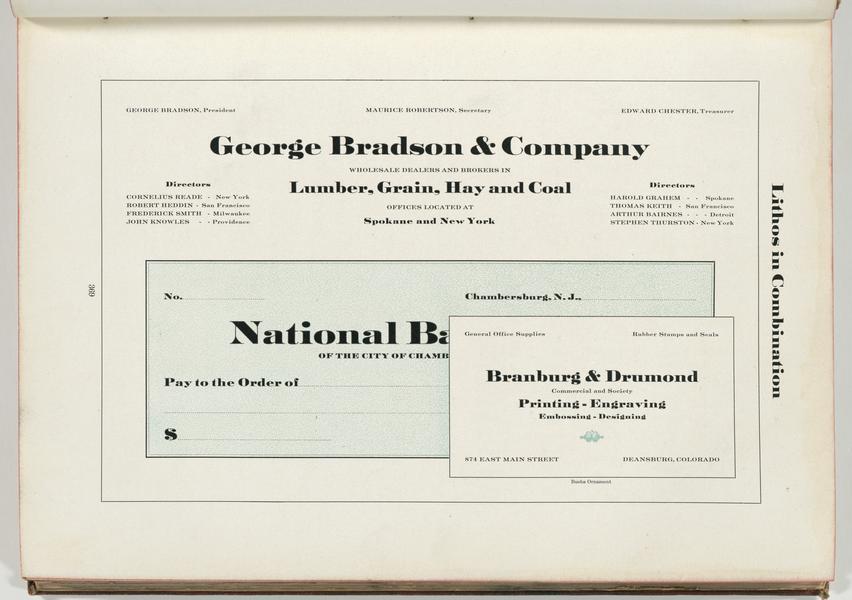 GEORGE BRADSON, President
MAURICE ROBERTSON, Secretary
EDWARD CHESTER, Treasurer
George Bradson & Company
WHOLESALE DEALERS AND BROKERS IN
Lumber, Grain, Hay and Coal
OFFICES LOCATED AT
Spokane and New York
Directors
CORNELIUS READE - New York
ROBERT HEDDIN - San Francisco
FREDERICK SMITH - Milwaukee
JOHN KNOWLES - - Providence
Directors
HAROLD GRAHEM - - Spokane
THOMAS KEITH - San Francisco
ARTHUR BAIRNES - - - Detroit
STEPHEN THURSTON - New York
No.
Chambersburg, N. J.,
National Ba
OF THE CITY OF CHAMB
Pay to the Order of
$
General Office Supplies
Rubber Stamps and Seals
Branburg & Drumond
Commercial and Society
Printing - Engraving
Embossing - Designing
874 EAST MAIN STREET
DEANSBURG, COLORADO
Ornament
Lithos in Combination
369